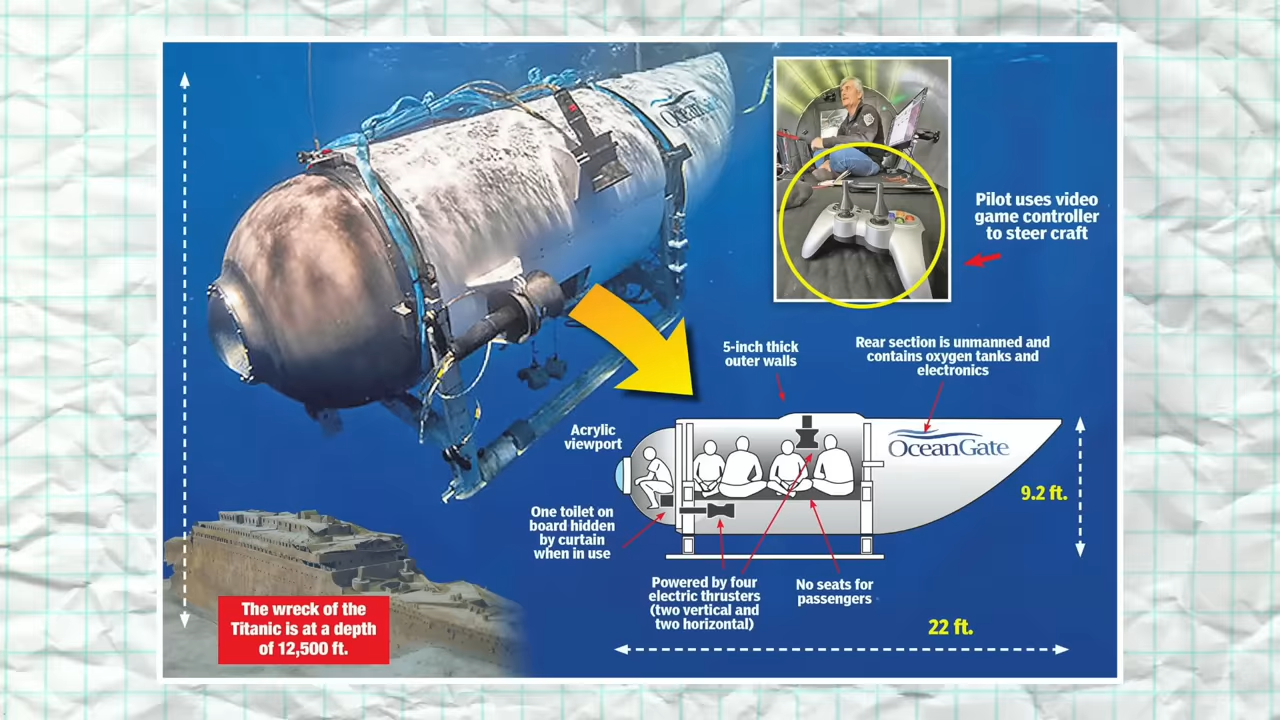 OceanGate
Pilot uses video
game controller
to steer craft
5-inch thick
outer walls
Rear section is unmanned and
contains oxygen tanks and
electronics
Acrylic
viewport
OceanGate
9.2 ft.
One toilet on
board hidden
by curtain
when in use
Powered by four
electric thrusters
(two vertical and
two horizontal)
No seats for
passengers
22 ft.
The wreck of the
Titanic is at a depth
of 12,500 ft.